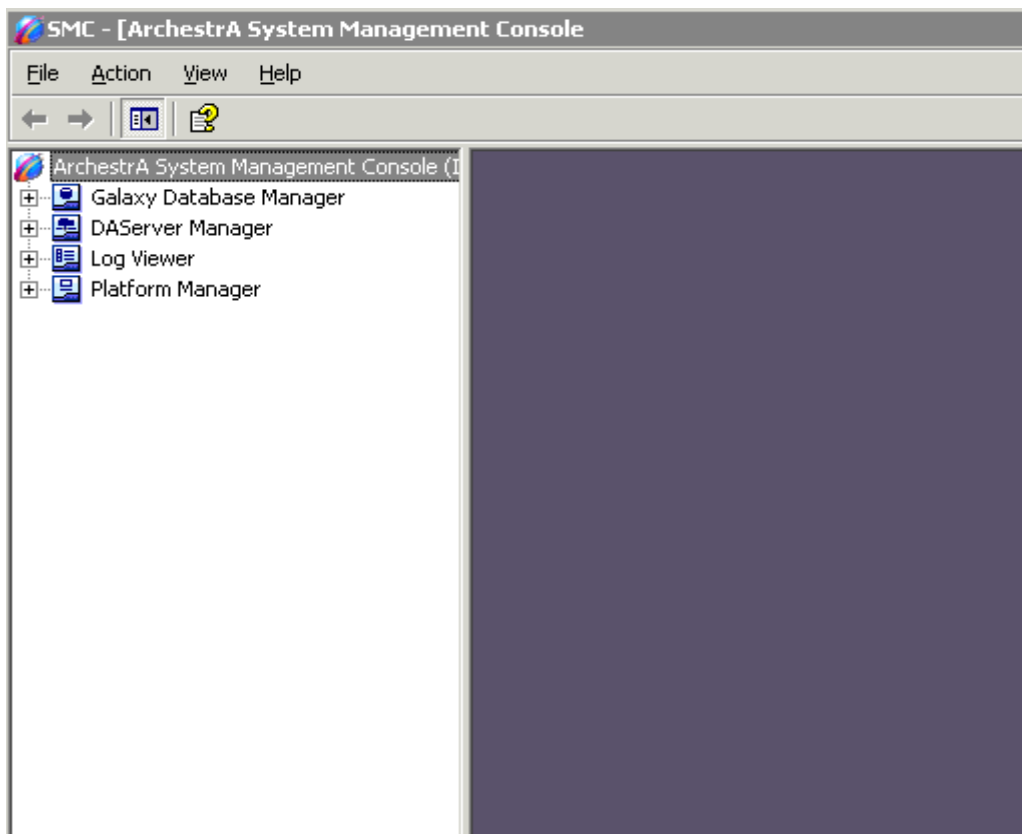 SMC - [ArchestrA System Management Console
File Action View Help
ArchestrA System Management Console (I
Galaxy Database Manager
DAServer Manager
Log Viewer
Platform Manager